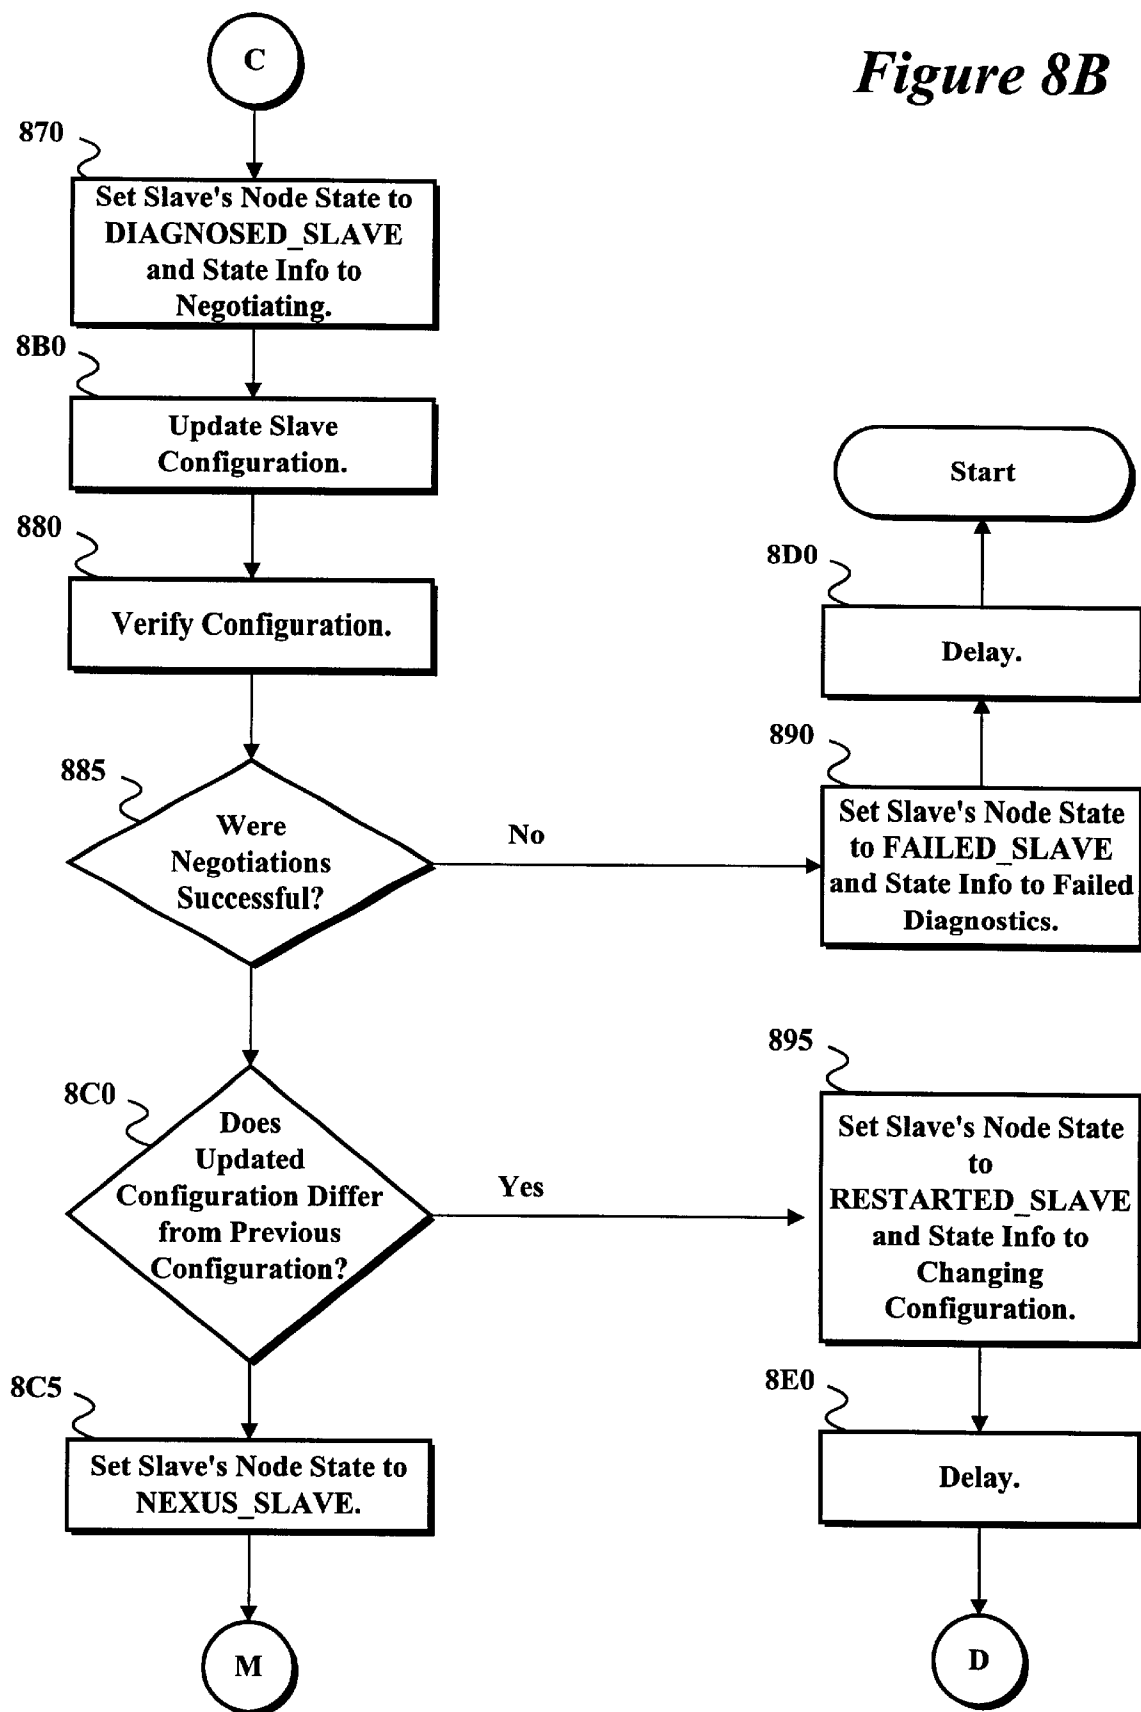 C
Figure 8B
870
Set Slave's Node State to
DIAGNOSED_SLAVE
and State Info to
Negotiating.
8B0
Update Slave
Configuration.
880
Verify Configuration.
885
Were
Negotiations
Successful?
No
Start
8D0
Delay.
890
Set Slave's Node State
to FAILED_SLAVE
and State Info to Failed
Diagnostics.
8C0
Does
Updated
Configuration Differ
from Previous
Configuration?
Yes
895
Set Slave's Node State
to
RESTARTED_SLAVE
and State Info to
Changing
Configuration.
8C5
Set Slave's Node State to
NEXUS_SLAVE.
8E0
Delay.
M
D